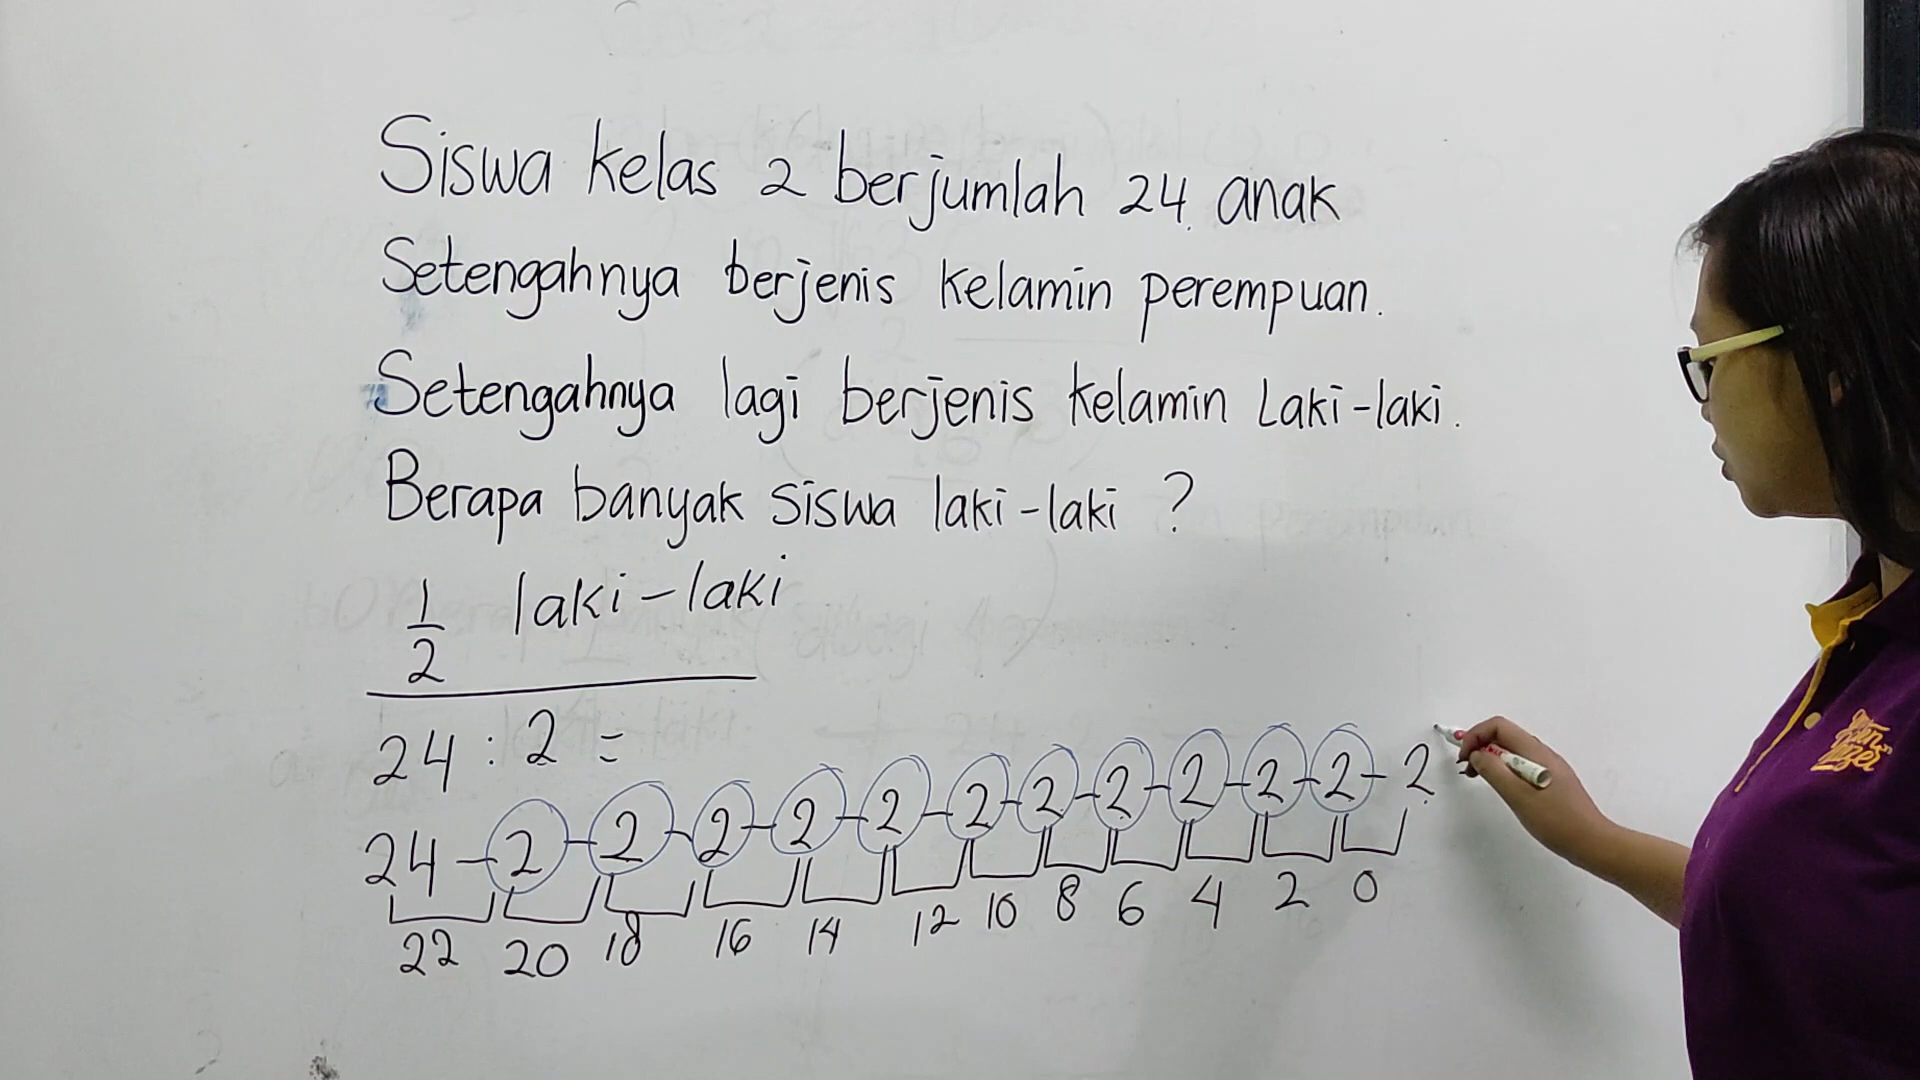 Siswa kelas 2 berjumlah 24 anak
Setengahnya berjenis kelamin perempuan.
Setengahnya lagi berjenis kelamin Laki-laki.
Berapa banyak siswa laki-laki ?
1/2 laki-laki
24 : 2 =
24 - 2 - 2 - 2 - 2 - 2 - 2 - 2 - 2 - 2 - 2 - 2 - 2
22 20 18 16 14 12 10 8 6 4 2 0